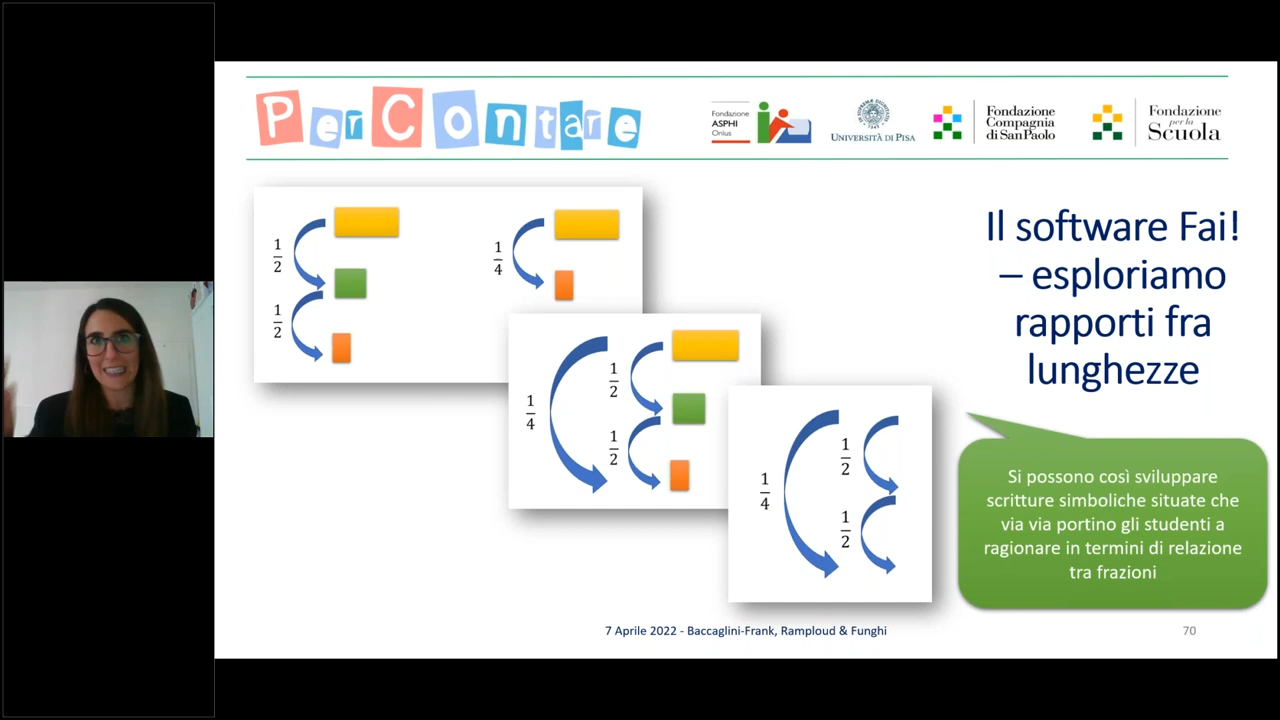 PerContare
Fondazione
ASPHI
Onlus
UNIVERSITÀ DI PISA
Fondazione
Compagnia
di San Paolo
Fondazione
per la
Scuola
1
2
1
2
1
4
1
4
1
2
1
2
1
4
1
2
1
2
Il software Fai!
– esploriamo
rapporti fra
lunghezze
Si possono così sviluppare
scritture simboliche situate che
via via portino gli studenti a
ragionare in termini di relazione
tra frazioni
7 Aprile 2022 - Baccaglini-Frank, Ramploud & Funghi
70